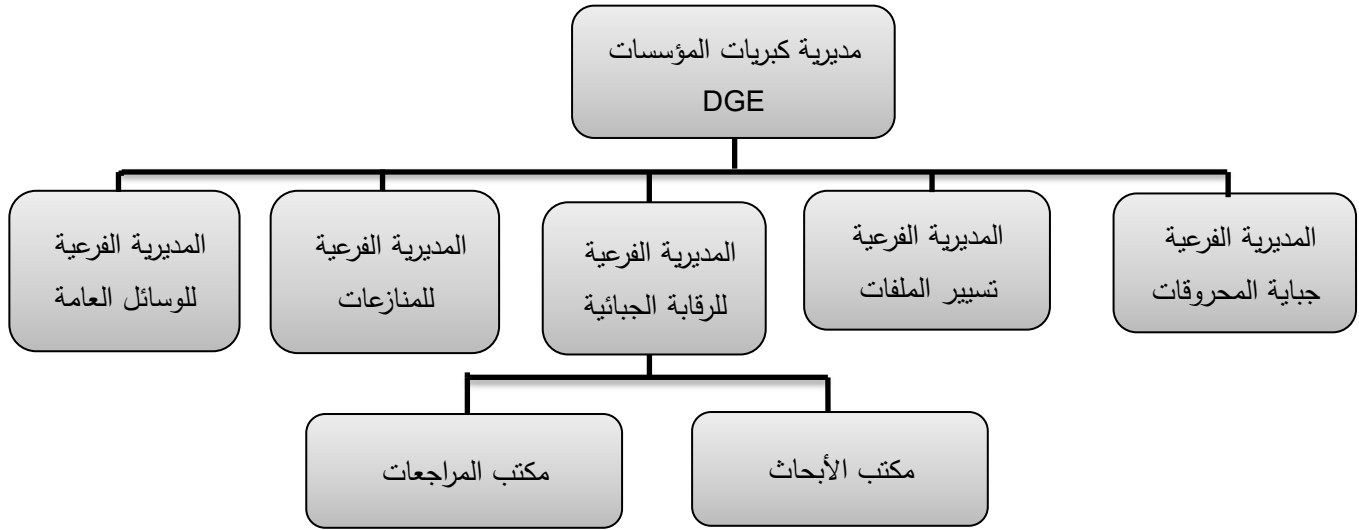 مديرية كبريات المؤسسات
DGE
المديرية الفرعية
جباية المحروقات
المديرية الفرعية
تسيير الملفات
المديرية الفرعية
للرقابة الجبائية
المديرية الفرعية
للمنازعات
المديرية الفرعية
للوسائل العامة
مكتب الأبحاث
مكتب المراجعات